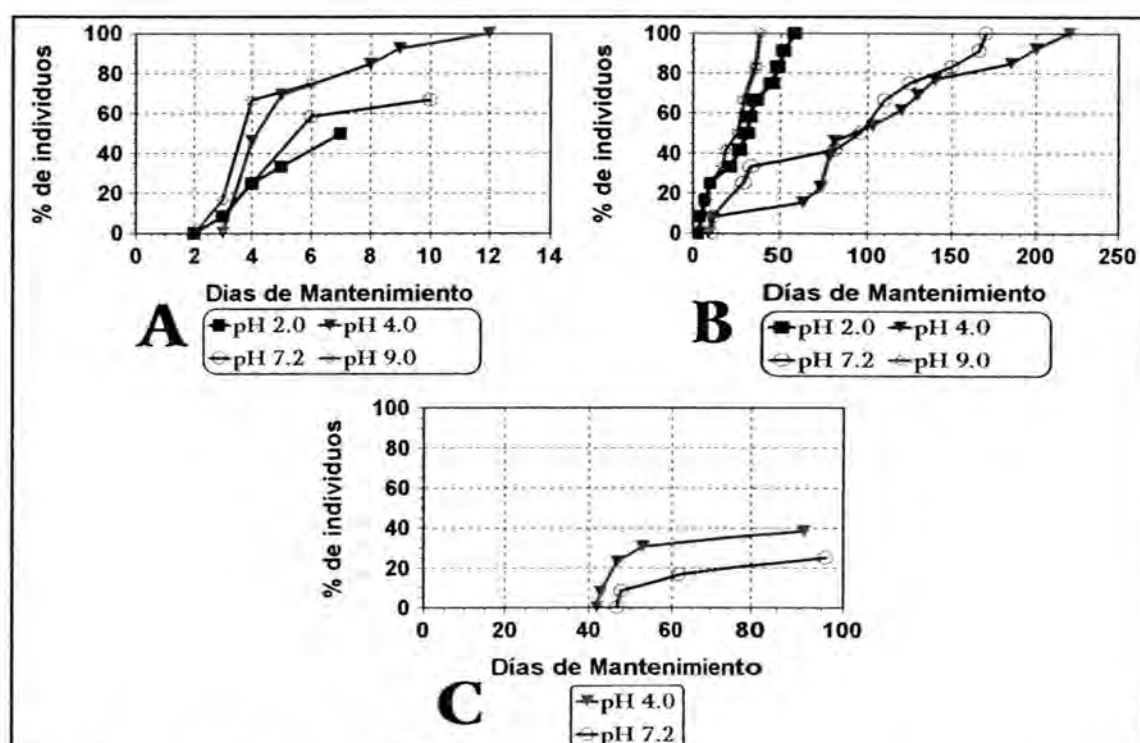 % de individuos
100
80
60
40
20
0
0 2 4 6 8 10 12 14
Dias de Mantenimiento
A
pH 2.0 pH 4.0
pH 7.2 pH 9.0
% de individuos
100
80
60
40
20
0
0 50 100 150 200 250
Días de Mantenimiento
B
pH 2.0 pH 4.0
pH 7.2 pH 9.0
% de individuos
100
80
60
40
20
0
0 20 40 60 80 100
Días de Mantenimiento
C
pH 4.0
pH 7.2